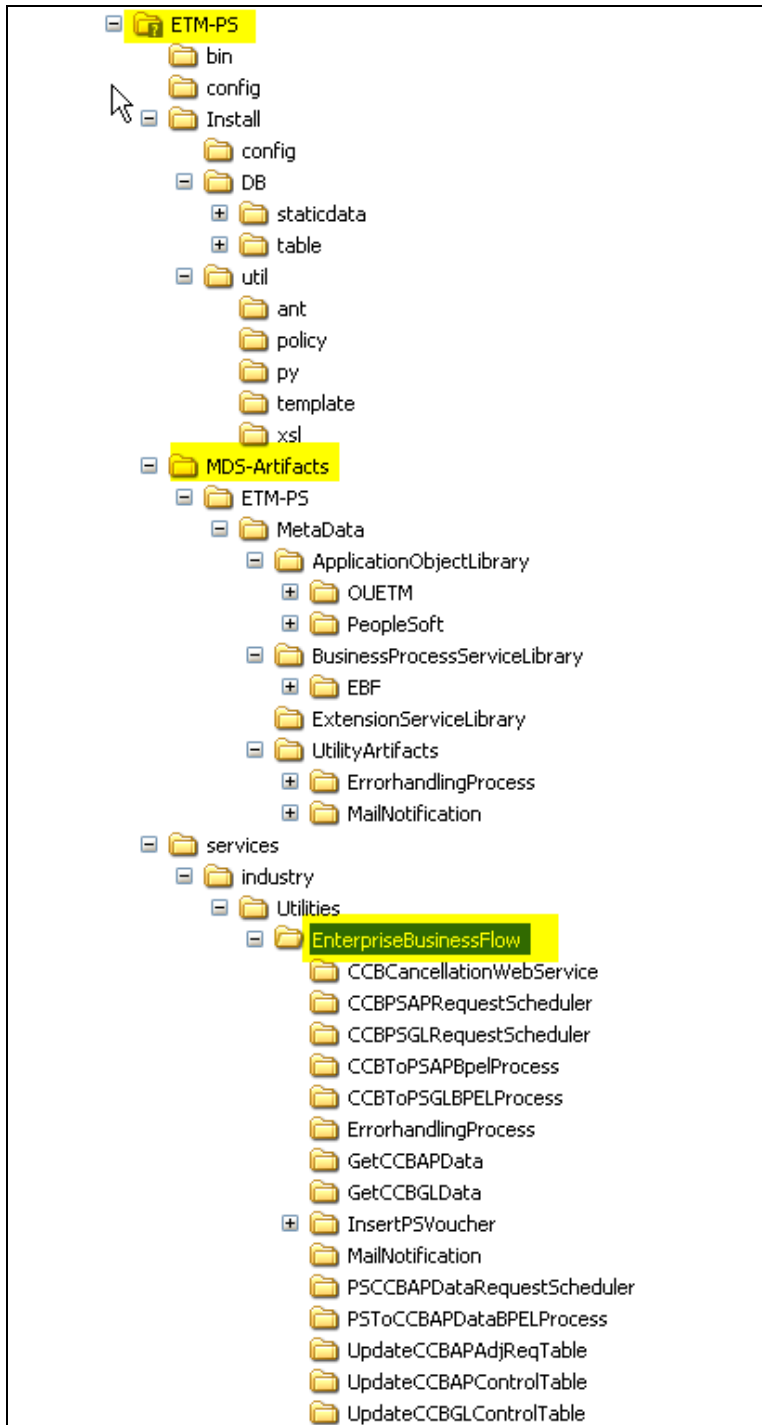 ETM-PS
bin
config
Install
config
DB
staticdata
table
util
ant
policy
py
template
xsl
MDS-Artifacts
ETM-PS
MetaData
ApplicationObjectLibrary
OUETM
PeopleSoft
BusinessProcessServiceLibrary
EBF
ExtensionServiceLibrary
UtilityArtifacts
ErrorhandlingProcess
MailNotification
services
industry
Utilities
EnterpriseBusinessFlow
CCBCancellationWebService
CCBPSAPRequestScheduler
CCBPSGLRequestScheduler
CCBToPSAPBpelProcess
CCBToPSGLBPELProcess
ErrorhandlingProcess
GetCCBAPData
GetCCBGLData
InsertPSVoucher
MailNotification
PSCCBAPDataRequestScheduler
PSToCCBAPDataBPELProcess
UpdateCCBAPAdjReqTable
UpdateCCBAPControlTable
UpdateCCBGLControlTable